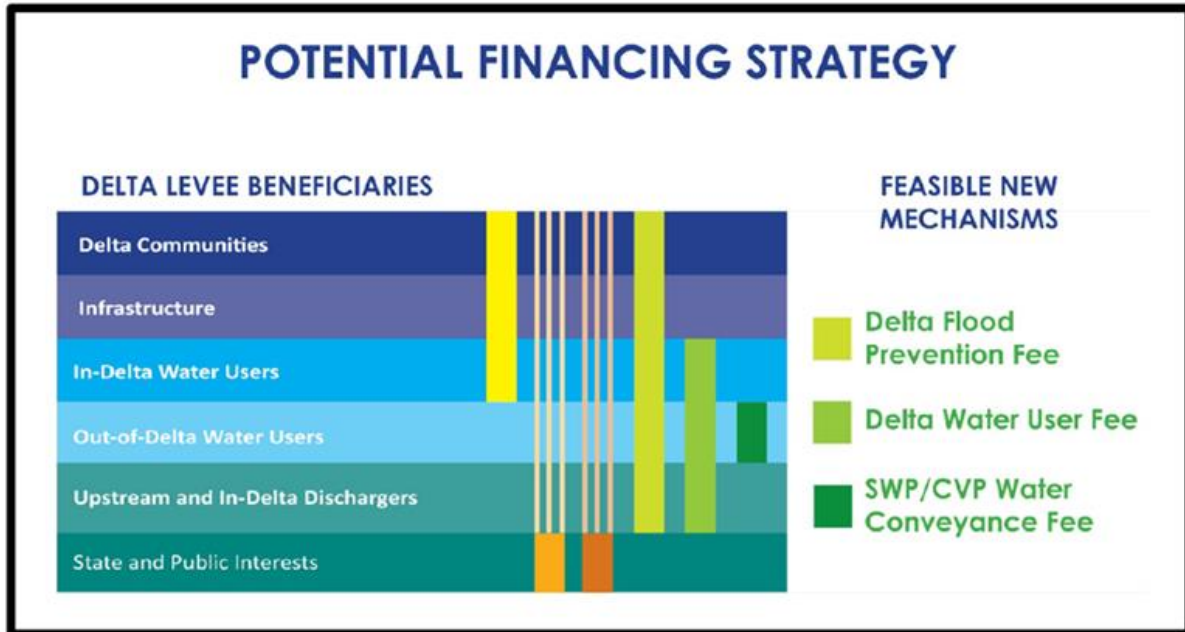 POTENTIAL FINANCING STRATEGY
DELTA LEVEE BENEFICIARIES
Delta Communities
Infrastructure
In-Delta Water Users
Out-of-Delta Water Users
Upstream and In-Delta Dischargers
State and Public Interests
FEASIBLE NEW
MECHANISMS
Delta Flood
Prevention Fee
Delta Water User Fee
SWP/CVP Water
Conveyance Fee